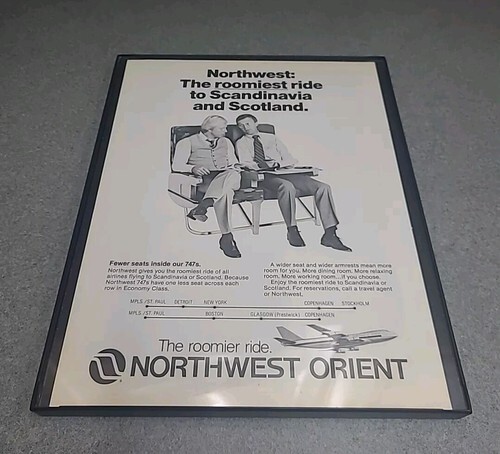 Northwest:
The roomiest ride
to Scandinavia
and Scotland.
Fewer seats inside our 747s.
Northwest gives you the roomiest ride of all
airlines flying to Scandinavia or Scotland. Because
Northwest 747s have one less seat across each
row in Economy Class.
A wider seat and wider armrests mean more
room for you. More dining room. More relaxing
room. More working room...if you choose.
Enjoy the roomiest ride to Scandinavia or
Scotland. For reservations, call a travel agent
or Northwest.
MPLS./ST. PAUL DETROIT NEW YORK COPENHAGEN STOCKHOLM
MPLS./ST. PAUL BOSTON GLASGOW (Prestwick) COPENHAGEN
The roomier ride.
NORTHWEST ORIENT